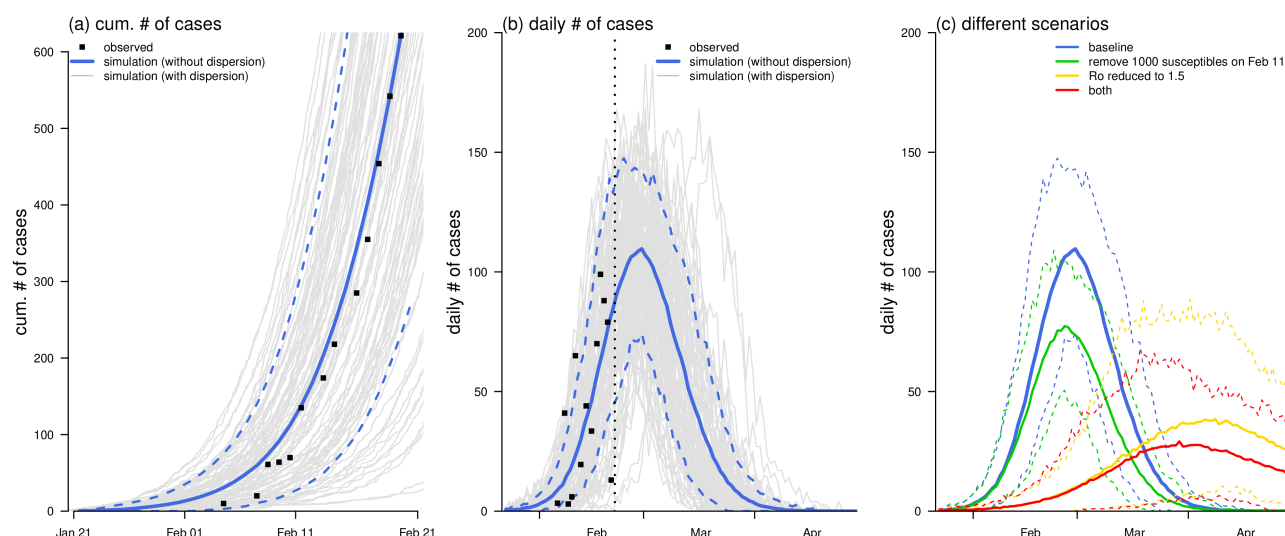 (a) cum. # of cases
observed
simulation (without dispersion)
simulation (with dispersion)
cum. # of cases
600
500
400
300
200
100
0
Jan 21
Feb 01
Feb 11
Feb 21
(b) daily # of cases
observed
simulation (without dispersion)
simulation (with dispersion)
daily # of cases
200
150
100
50
0
Feb
Mar
Apr
(c) different scenarios
baseline
remove 1000 susceptibles on Feb 11
Ro reduced to 1.5
both
daily # of cases
200
150
100
50
0
Feb
Mar
Apr